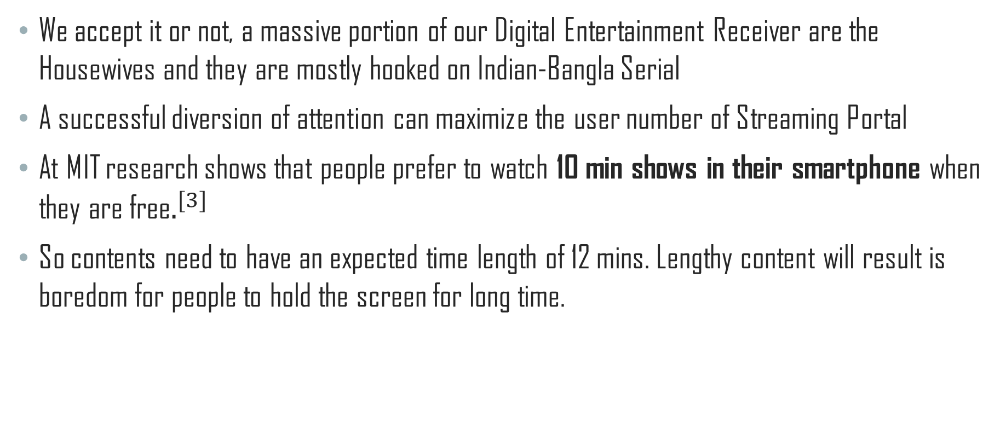 • We accept it or not, a massive portion of our Digital Entertainment Receiver are the
Housewives and they are mostly hooked on Indian-Bangla Serial
• A successful diversion of attention can maximize the user number of Streaming Portal
• At MIT research shows that people prefer to watch 10 min shows in their smartphone when
they are free.[3]
• So contents need to have an expected time length of 12 mins. Lengthy content will result is
boredom for people to hold the screen for long time.